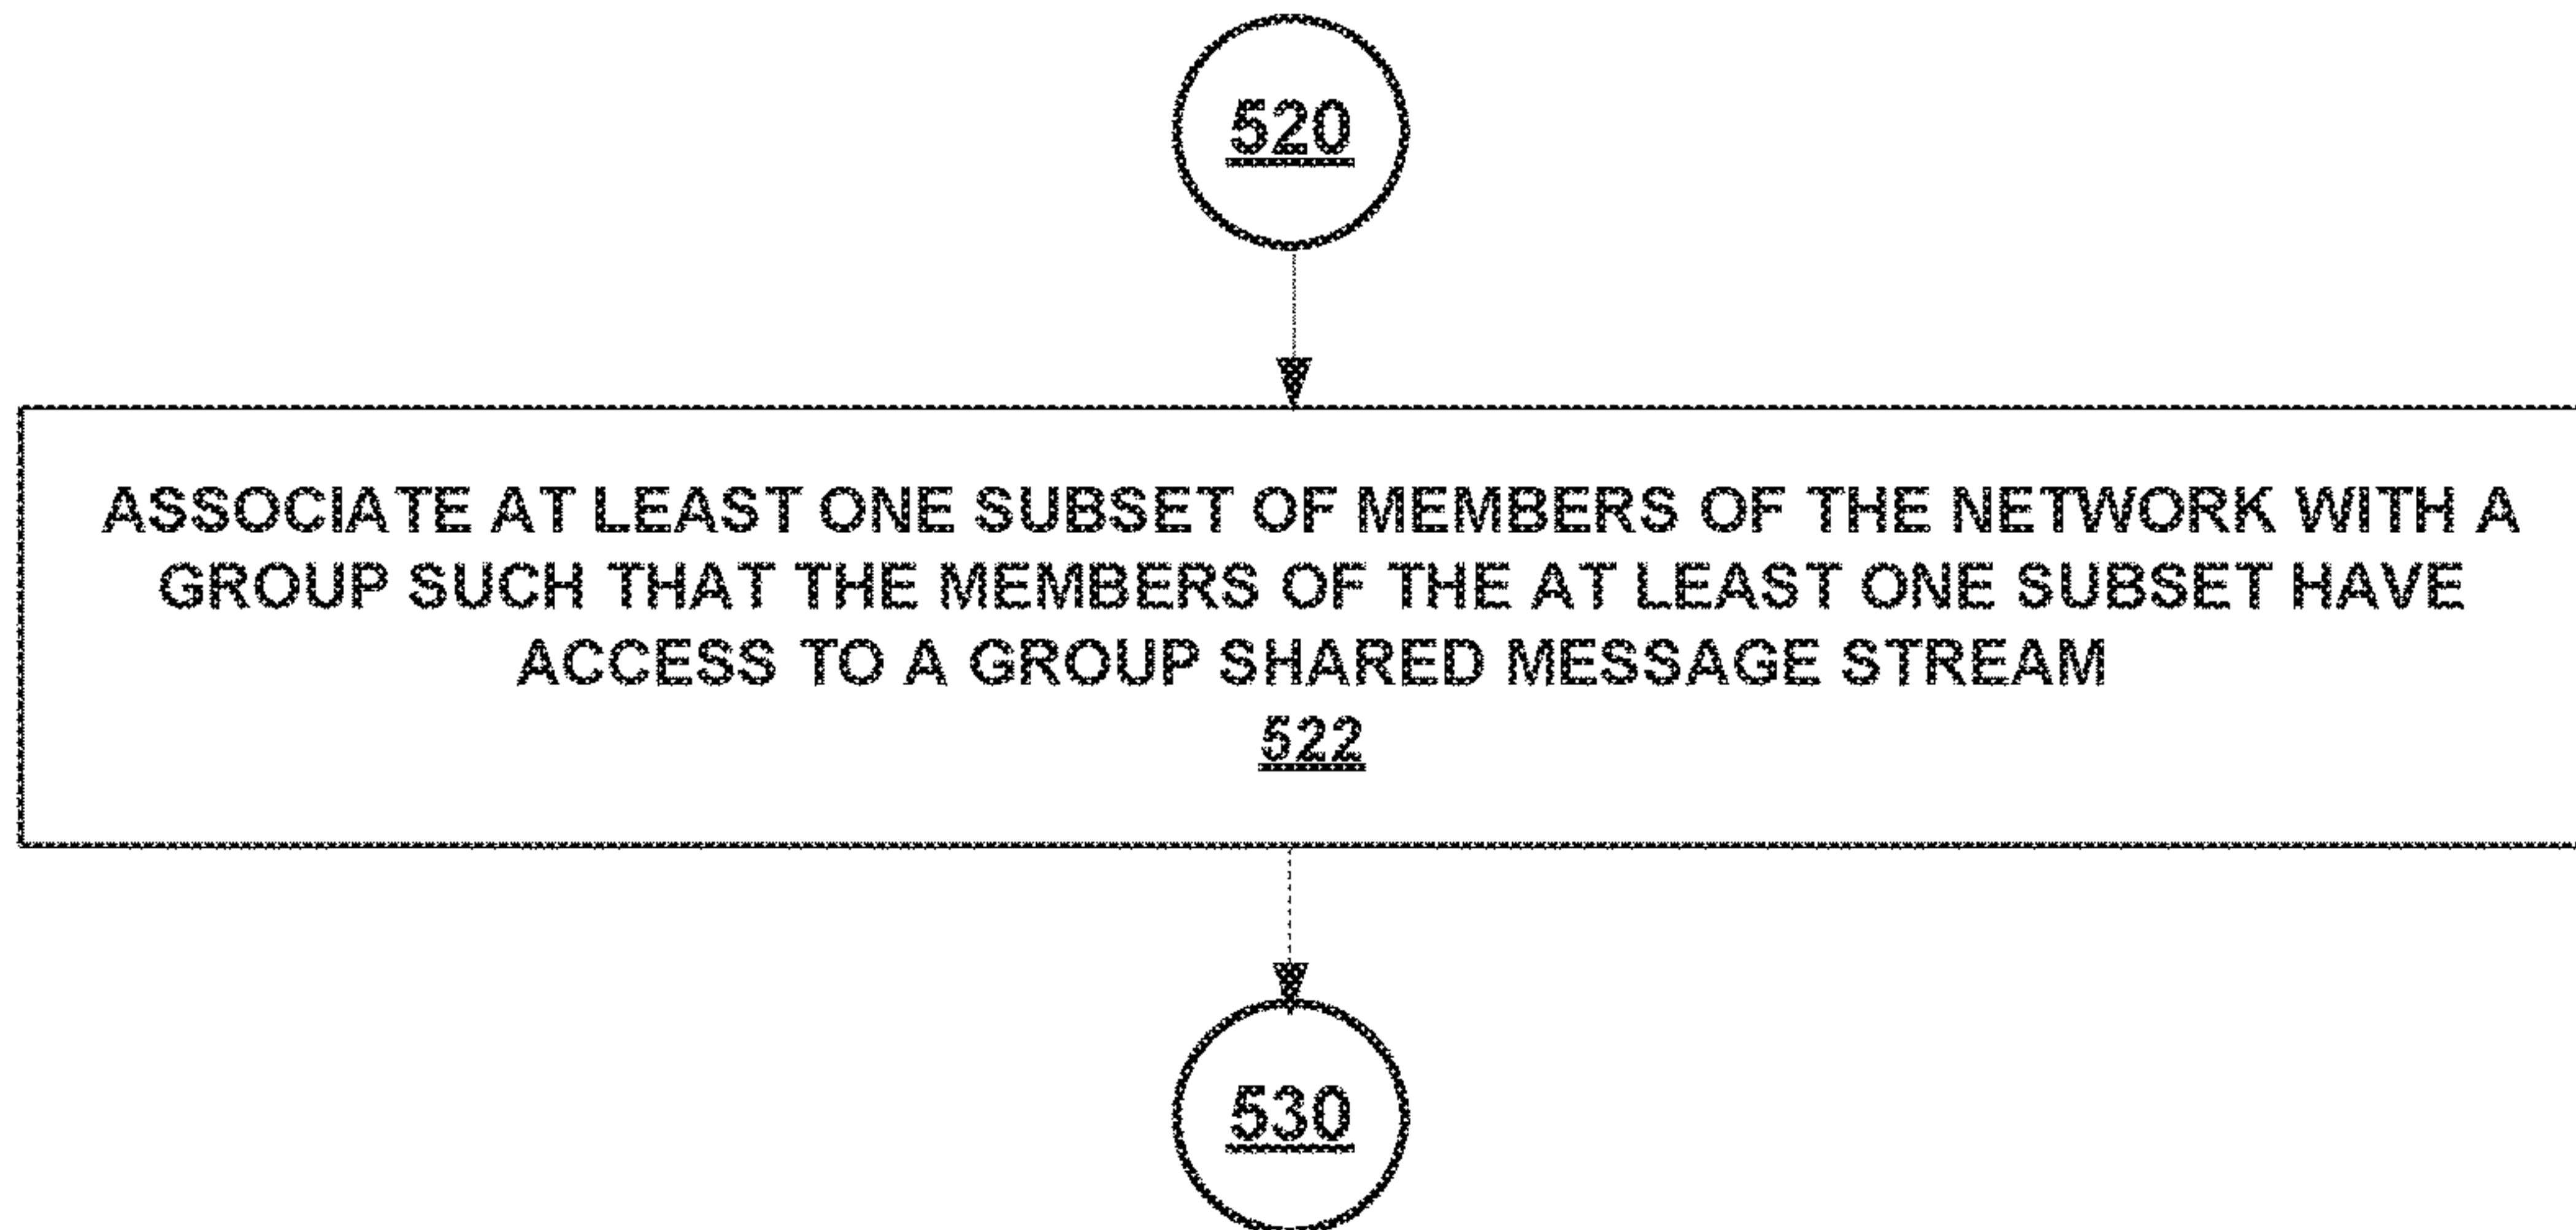 520
ASSOCIATE AT LEAST ONE SUBSET OF MEMBERS OF THE NETWORK WITH A
GROUP SUCH THAT THE MEMBERS OF THE AT LEAST ONE SUBSET HAVE
ACCESS TO A GROUP SHARED MESSAGE STREAM
522
530